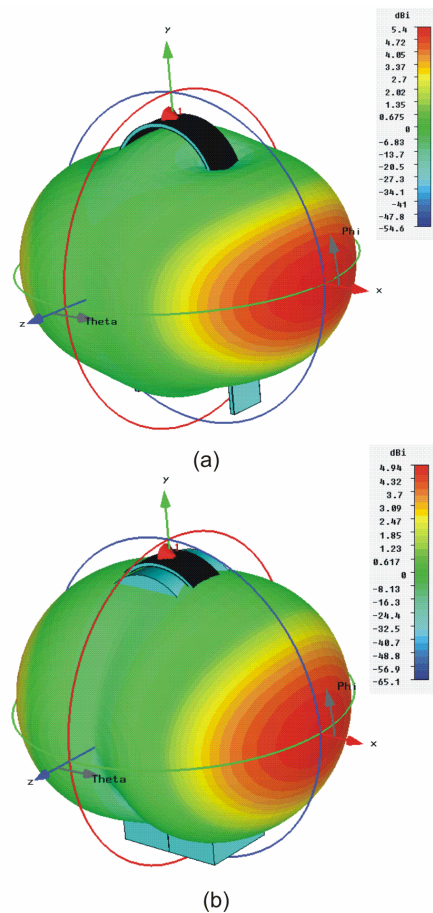 dBi
5.4
4.72
4.05
3.37
2.7
2.02
1.35
0.675
0
-6.83
-13.7
-20.5
-27.3
-34.1
-41
-47.8
-54.6
y
1
Phi
x
z
Theta
(a)
dBi
4.94
4.32
3.7
3.09
2.47
1.85
1.23
0.617
0
-8.13
-16.3
-24.4
-32.5
-40.7
-48.8
-56.9
-65.1
y
1
Phi
x
z
Theta
(b)